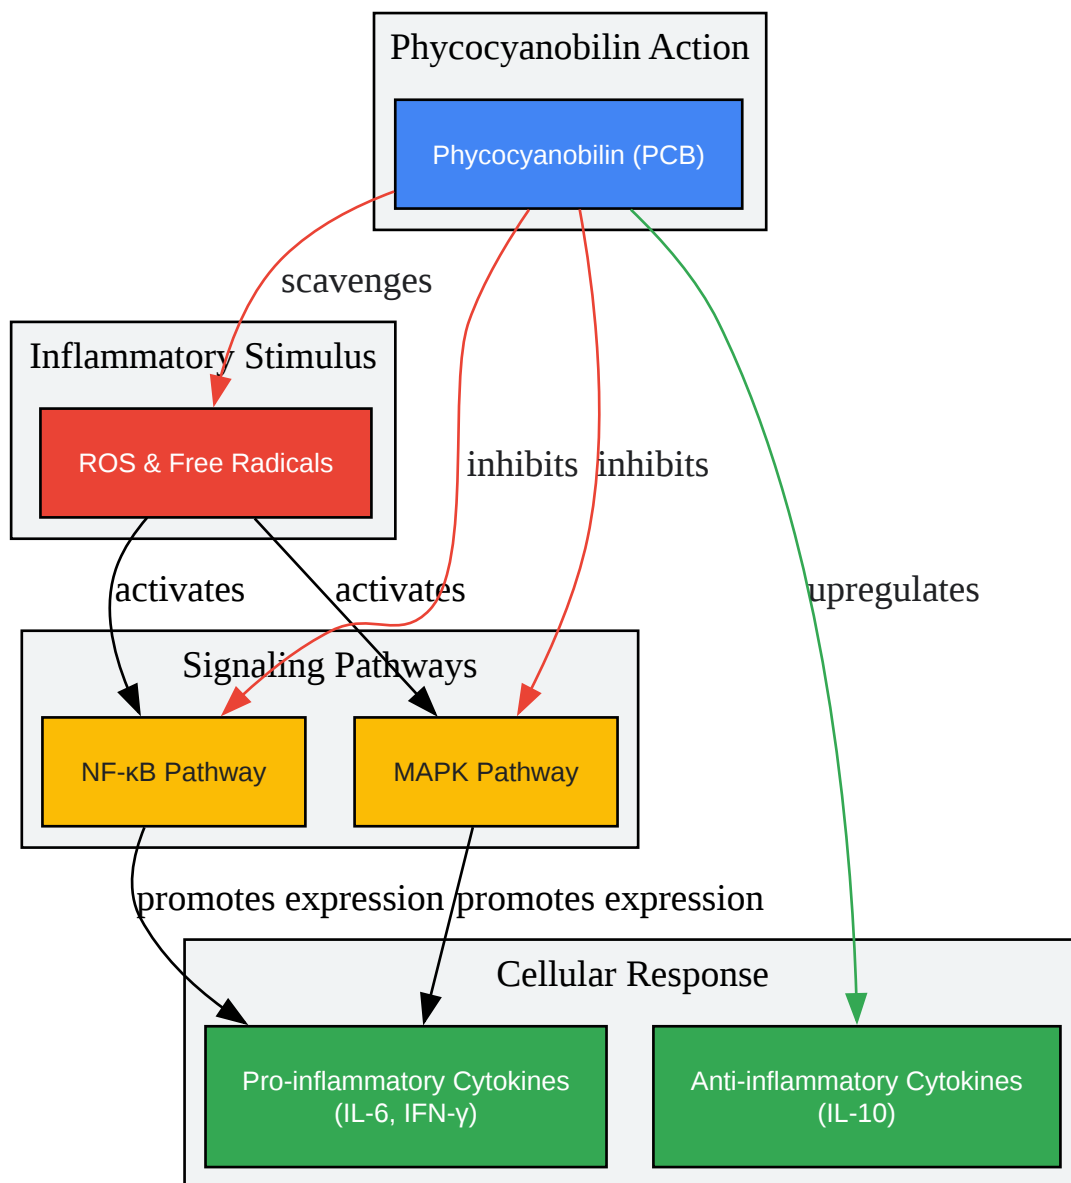 Phycocyanobilin Action
Phycocyanobilin (PCB)
scavenges
Inflammatory Stimulus
ROS & Free Radicals
inhibits
inhibits
activates
activates
upregulates
Signaling Pathways
NF-κB Pathway
MAPK Pathway
promotes expression
promotes expression
Cellular Response
Pro-inflammatory Cytokines
(IL-6, IFN-γ)
Anti-inflammatory Cytokines
(IL-10)